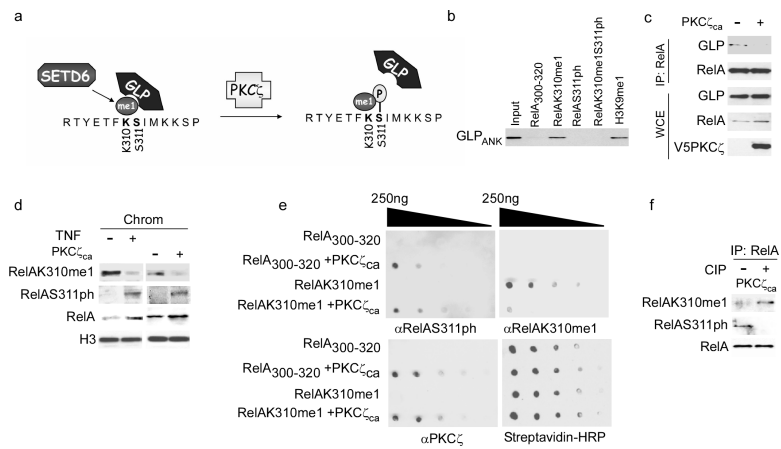 a
SETD6
GLP
me1
RTYETFKSIMKKSP
K310
S311
PKCζ
GLP
P
me1
RTYETFKSIMKKSP
K310
S311
b
Input
RelA300-320
RelAK310me1
RelAS311ph
RelAK310me1S311ph
H3K9me1
GLPANK
c
PKCζca
- +
IP: RelA
GLP
RelA
WCE
GLP
RelA
V5PKCζ
d
Chrom
TNF
- +
PKCζca
- +
RelAK310me1
RelAS311ph
RelA
H3
e
250ng
250ng
RelA300-320
RelA300-320 +PKCζca
RelAK310me1
RelAK310me1 +PKCζca
αRelAS311ph
αRelAK310me1
RelA300-320
RelA300-320 +PKCζca
RelAK310me1
RelAK310me1 +PKCζca
αPKCζ
Streptavidin-HRP
f
IP: RelA
CIP
- +
PKCζca
RelAK310me1
RelAS311ph
RelA